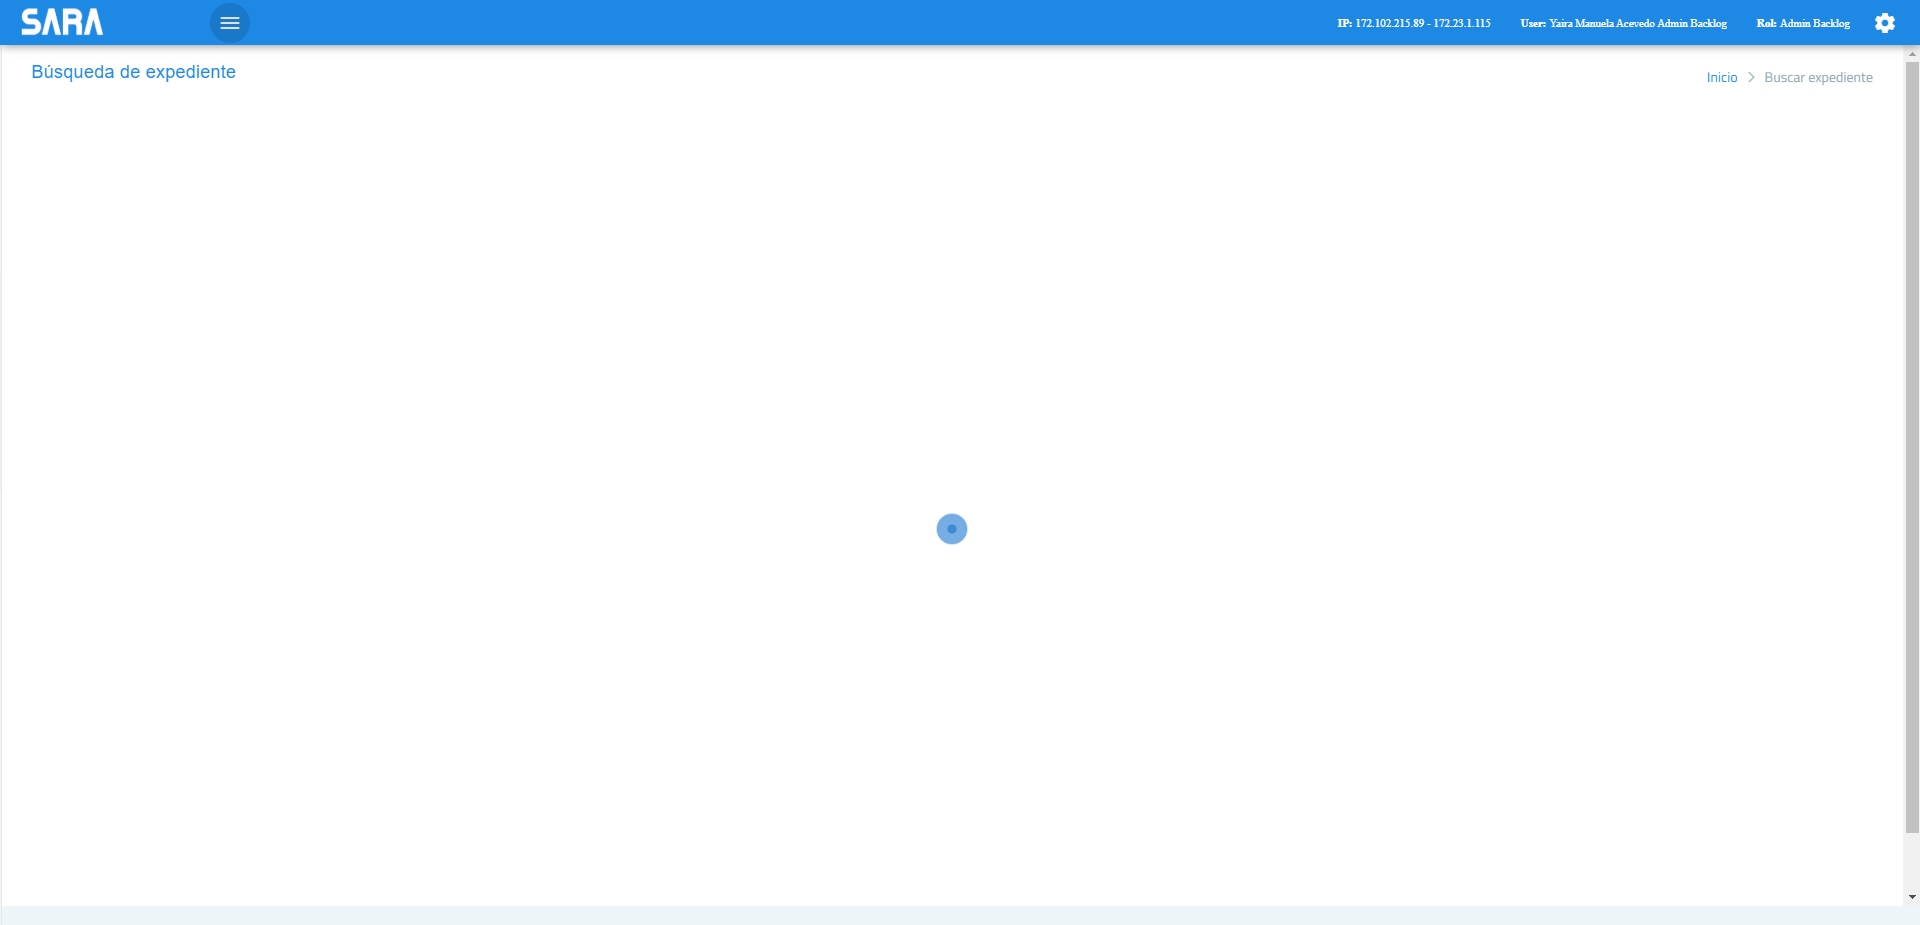 SARA
IP: 172.102.215.89 - 172.23.1.115 User: Yaira Manuela Acevedo Admin Backlog Rol: Admin Backlog
Búsqueda de expediente
Inicio > Buscar expediente